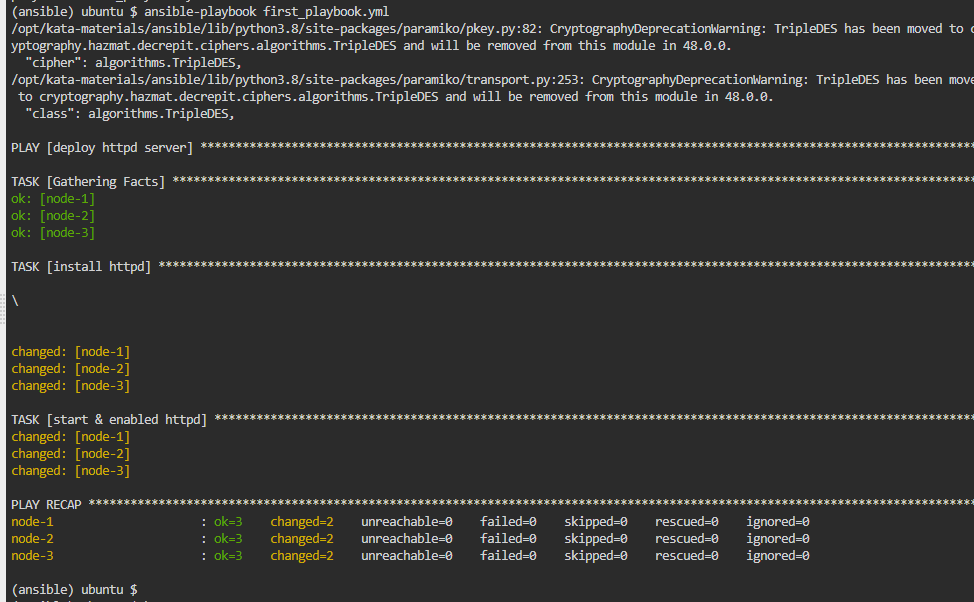 (ansible) ubuntu $ ansible-playbook first_playbook.yml
/opt/kata-materials/ansible/lib/python3.8/site-packages/paramiko/pkey.py:82: CryptographyDeprecationWarning: TripleDES has been moved to c
yptography.hazmat.decrepit.ciphers.algorithms.TripleDES and will be removed from this module in 48.0.0.
  "cipher": algorithms.TripleDES,
/opt/kata-materials/ansible/lib/python3.8/site-packages/paramiko/transport.py:253: CryptographyDeprecationWarning: TripleDES has been move
 to cryptography.hazmat.decrepit.ciphers.algorithms.TripleDES and will be removed from this module in 48.0.0.
  "class": algorithms.TripleDES,
PLAY [deploy httpd server] **************************************************************************************************************
TASK [Gathering Facts] ******************************************************************************************************************
ok: [node-1]
ok: [node-2]
ok: [node-3]
TASK [install httpd] ********************************************************************************************************************
\
changed: [node-1]
changed: [node-2]
changed: [node-3]
TASK [start & enabled httpd] ************************************************************************************************************
changed: [node-1]
changed: [node-2]
changed: [node-3]
PLAY RECAP ******************************************************************************************************************************
node-1                     : ok=3    changed=2    unreachable=0    failed=0    skipped=0    rescued=0    ignored=0
node-2                     : ok=3    changed=2    unreachable=0    failed=0    skipped=0    rescued=0    ignored=0
node-3                     : ok=3    changed=2    unreachable=0    failed=0    skipped=0    rescued=0    ignored=0
(ansible) ubuntu $